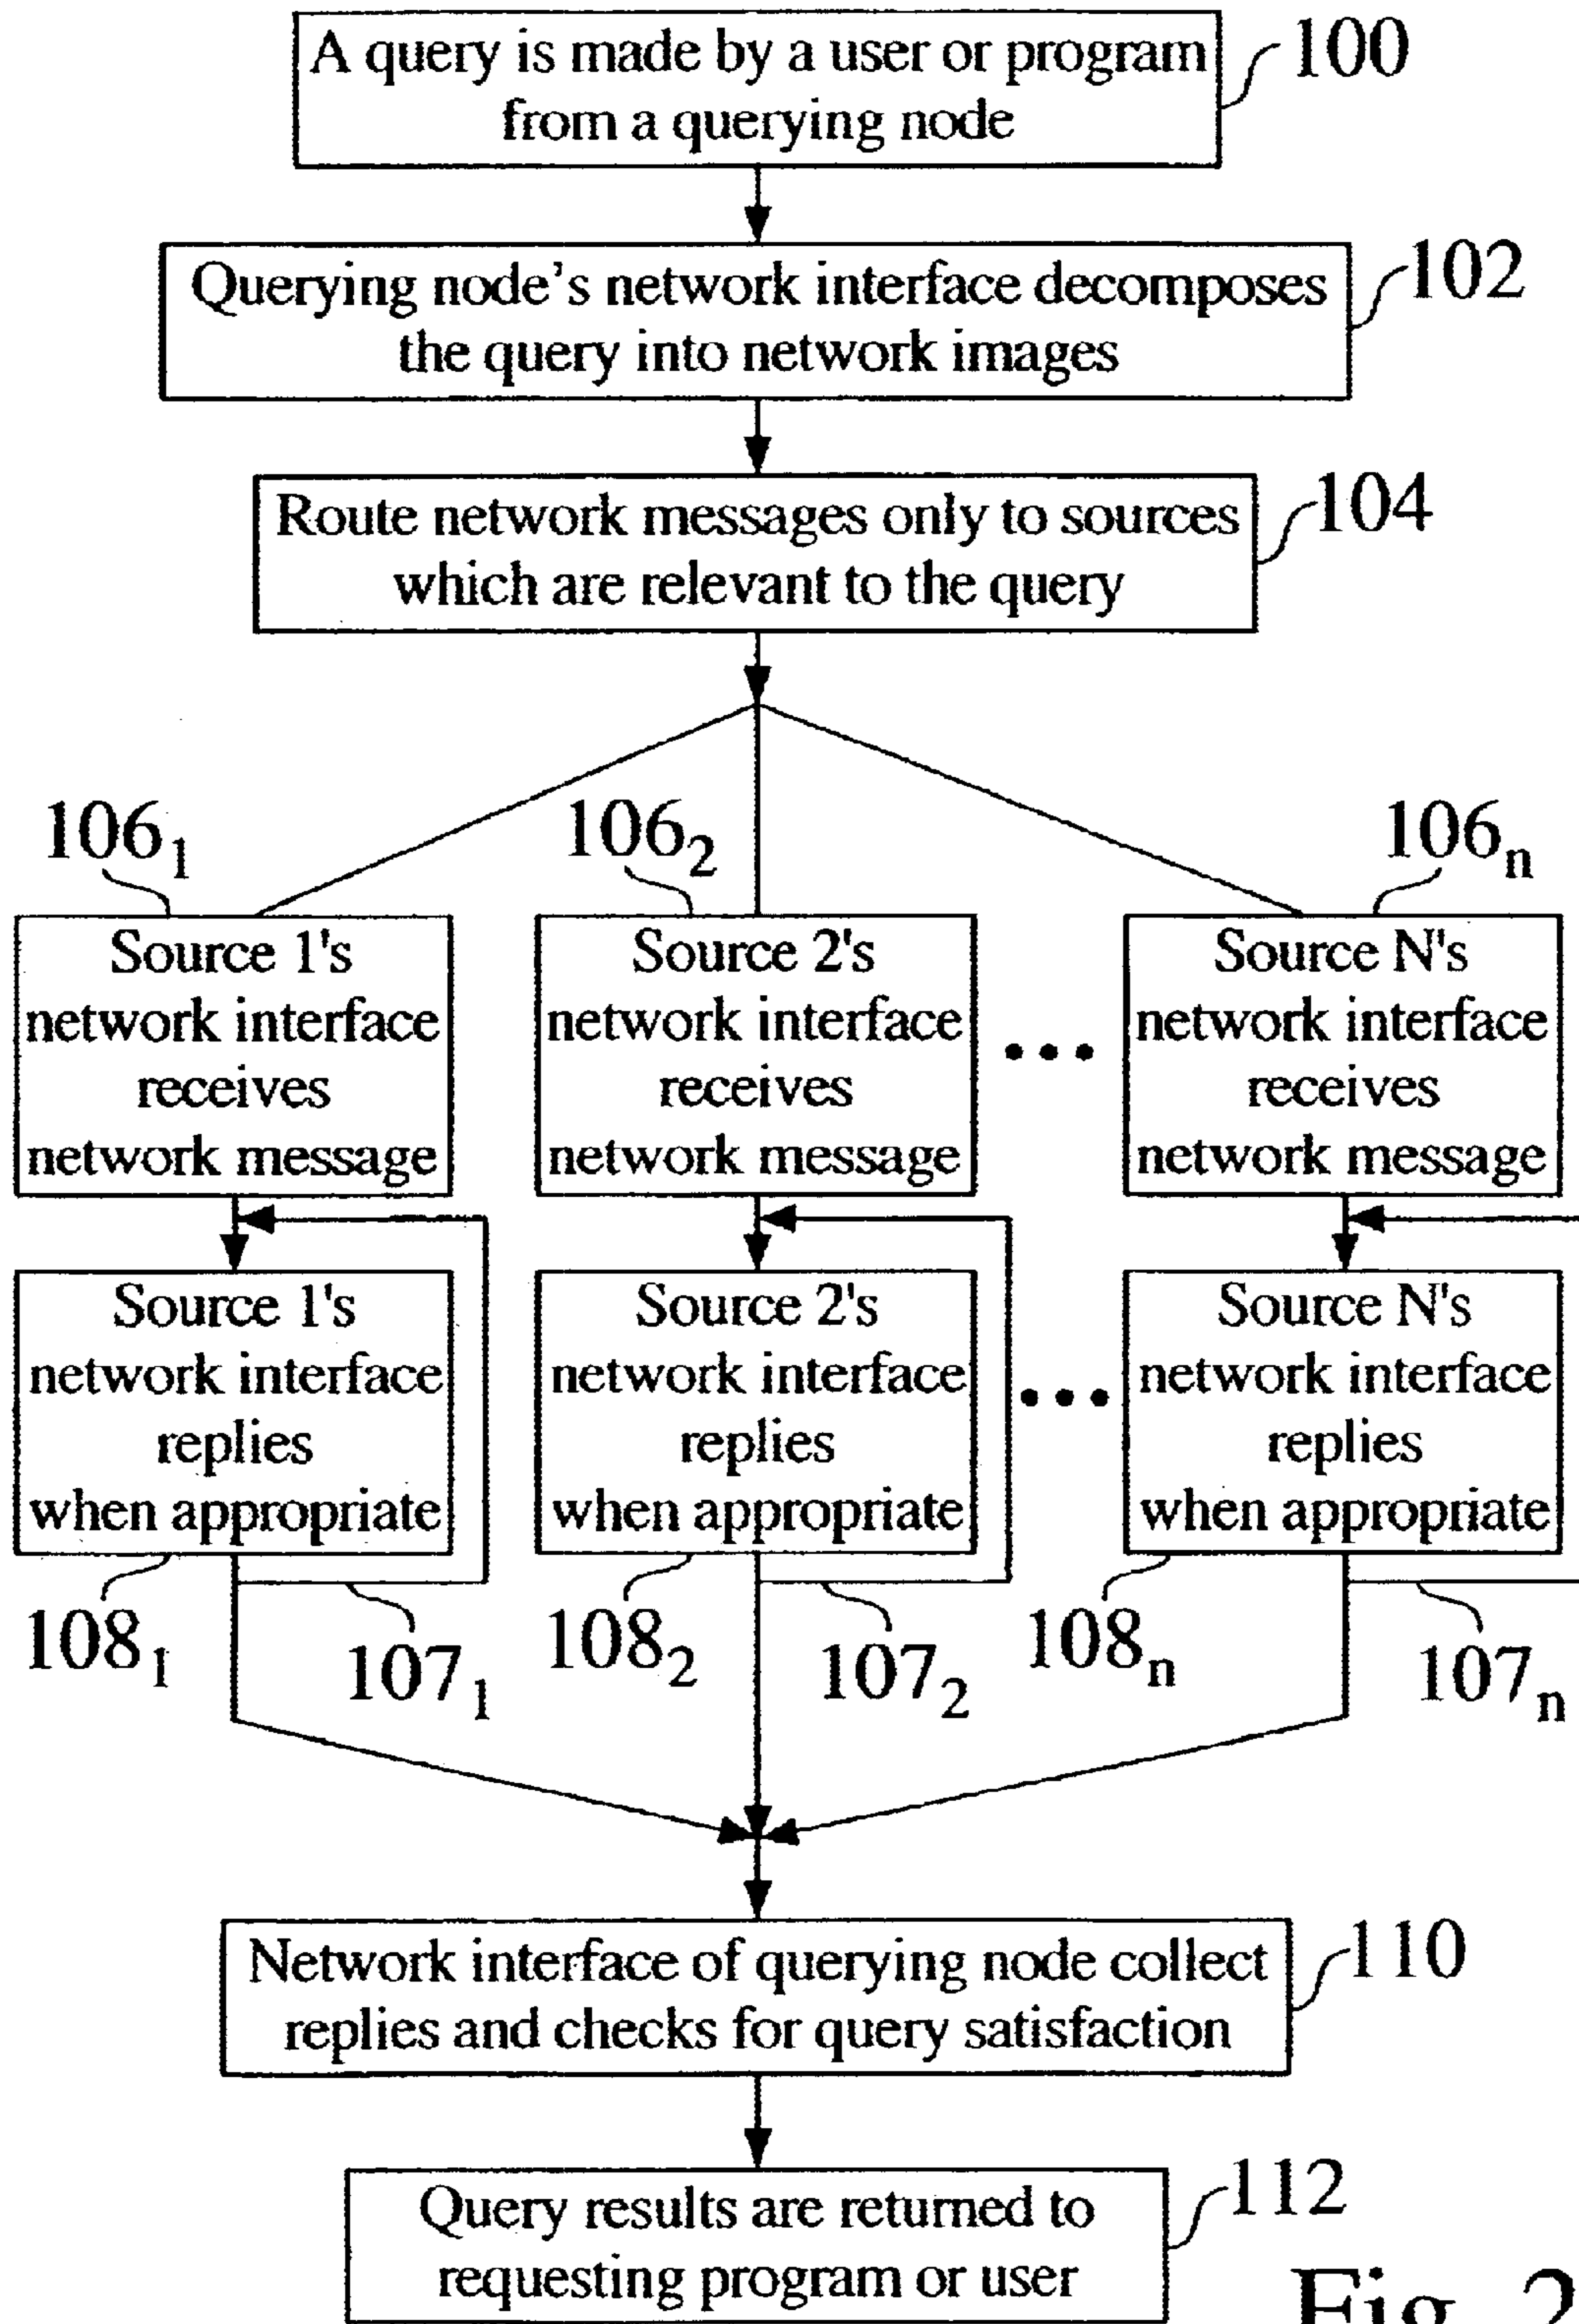 A query is made by a user or program
from a querying node
100
Querying node's network interface decomposes
the query into network images
102
Route network messages only to sources
which are relevant to the query
104
106₁
106₂
106ₙ
Source 1's
network interface
receives
network message
Source 2's
network interface
receives
network message
•••
Source N's
network interface
receives
network message
Source 1's
network interface
replies
when appropriate
Source 2's
network interface
replies
when appropriate
•••
Source N's
network interface
replies
when appropriate
108₁
107₁
108₂
107₂
108ₙ
107ₙ
Network interface of querying node collect
replies and checks for query satisfaction
110
Query results are returned to
requesting program or user
112
Fig. 2